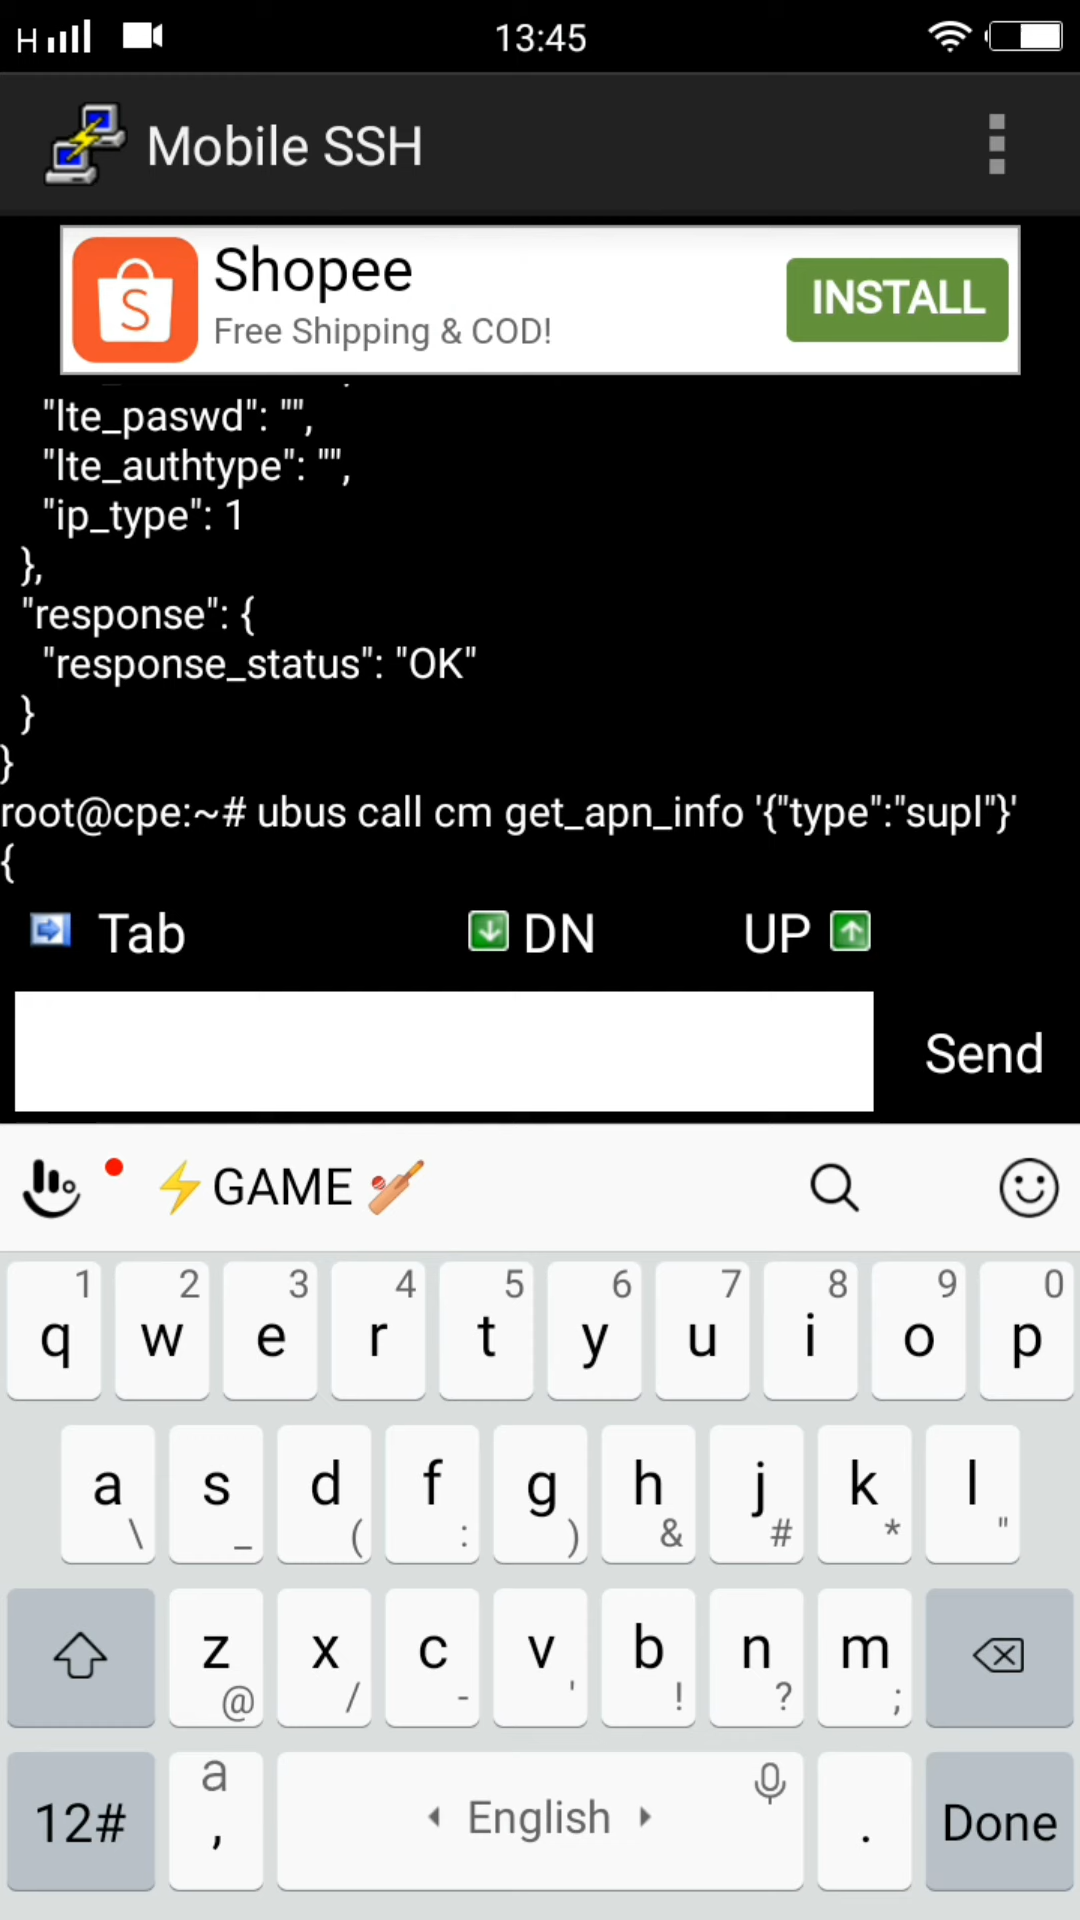 H 13:45
Mobile SSH
Shopee
Free Shipping & COD!
INSTALL
"lte_paswd": "",
"lte_authtype": "",
"ip_type": 1
},
"response": {
"response_status": "OK"
}
}
root@cpe:~# ubus call cm get_apn_info '{"type":"supl"}'
{
Tab DN UP
Send
⚡GAME🏏
1 2 3 4 5 6 7 8 9 0
q w e r t y u i o p
a s d f g h j k l
\ _ ( : ) & # * "
z x c v b n m
@ / - ' ! ? ;
a
12# , English . Done